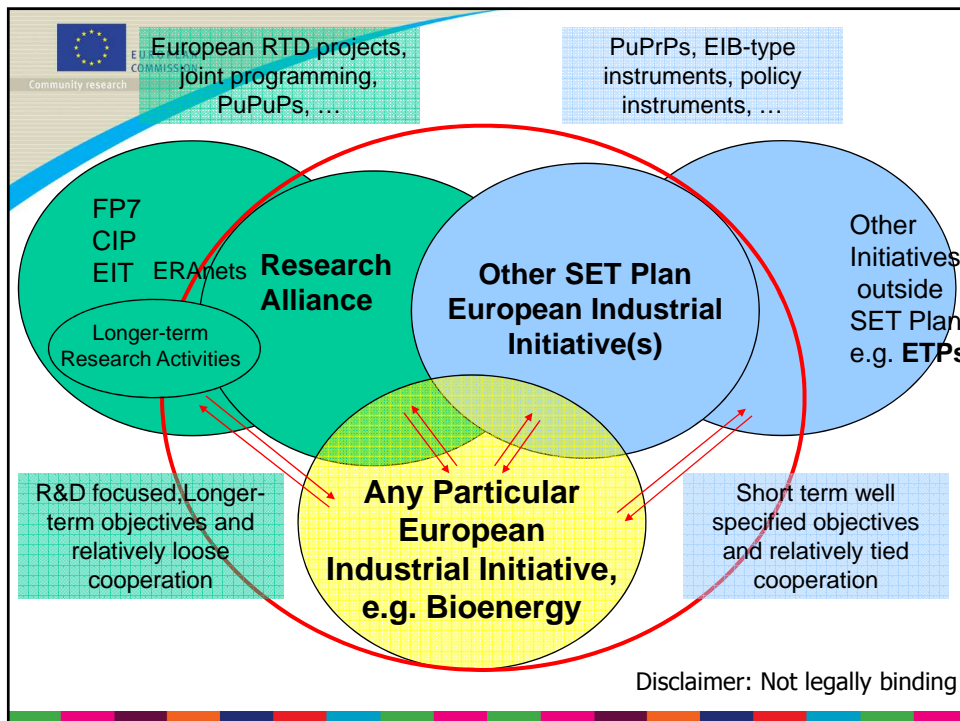 EUROPEAN
COMMISSION
Community research
European RTD projects,
joint programming,
PuPuPs, …
PuPrPs, EIB-type
instruments, policy
instruments, …
FP7
CIP
EIT
ERAnets
Longer-term
Research Activities
Research
Alliance
Other SET Plan
European Industrial
Initiative(s)
Other
Initiatives
outside
SET Plan
e.g. ETPs
R&D focused,Longer-
term objectives and
relatively loose
cooperation
Any Particular
European
Industrial Initiative,
e.g. Bioenergy
Short term well
specified objectives
and relatively tied
cooperation
Disclaimer: Not legally binding